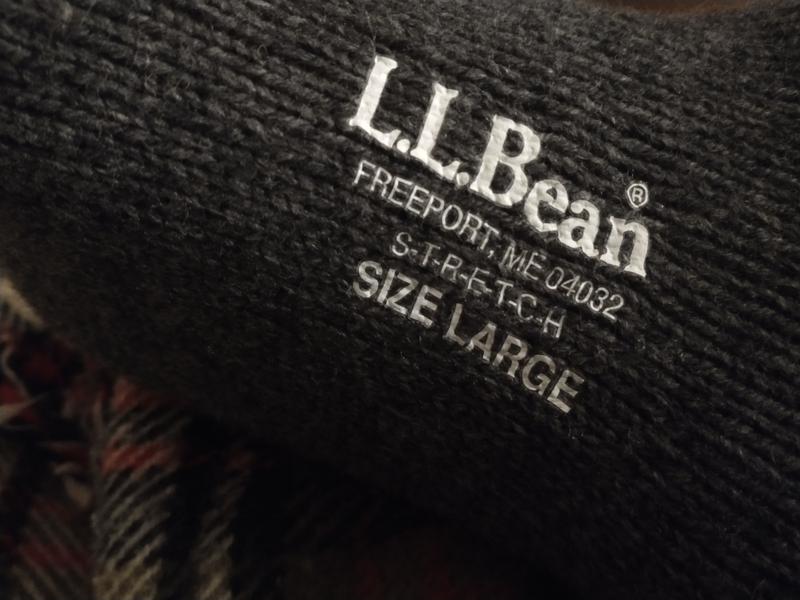 L.L.Bean®
FREEPORT, ME 04032
S-T-R-E-T-C-H
SIZE LARGE